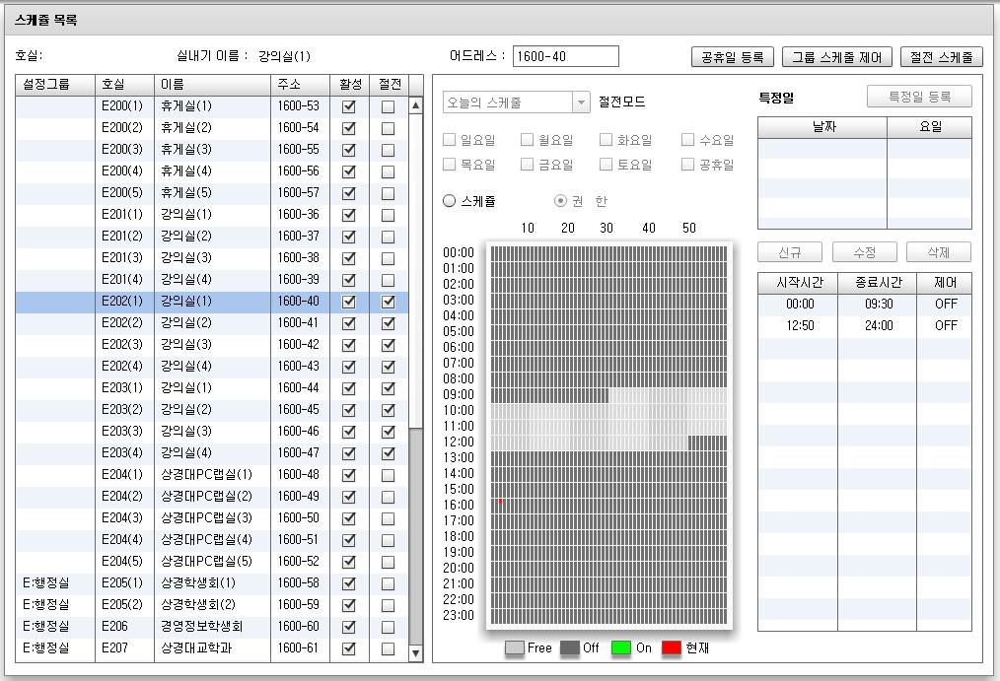 스케쥴 목록
호실: 실내기 이름 : 강의실(1) 어드레스 : 1600-40 공휴일 등록 그룹 스케쥴 제어 절전 스케쥴
설정그룹 호실 이름 주소 활성 절전
E200(1) 휴게실(1) 1600-53
E200(2) 휴게실(2) 1600-54
E200(3) 휴게실(3) 1600-55
E200(4) 휴게실(4) 1600-56
E200(5) 휴게실(5) 1600-57
E201(1) 강의실(1) 1600-36
E201(2) 강의실(2) 1600-37
E201(3) 강의실(3) 1600-38
E201(4) 강의실(4) 1600-39
E202(1) 강의실(1) 1600-40
E202(2) 강의실(2) 1600-41
E202(3) 강의실(3) 1600-42
E202(4) 강의실(4) 1600-43
E203(1) 강의실(1) 1600-44
E203(2) 강의실(2) 1600-45
E203(3) 강의실(3) 1600-46
E203(4) 강의실(4) 1600-47
E204(1) 상경대PC랩실(1) 1600-48
E204(2) 상경대PC랩실(2) 1600-49
E204(3) 상경대PC랩실(3) 1600-50
E204(4) 상경대PC랩실(4) 1600-51
E204(5) 상경대PC랩실(5) 1600-52
E:행정실 E205(1) 상경학생회(1) 1600-58
E:행정실 E205(2) 상경학생회(2) 1600-59
E:행정실 E206 경영정보학생회 1600-60
E:행정실 E207 상경대교학과 1600-61
오늘의 스케쥴 절전모드
일요일 월요일 화요일 수요일
목요일 금요일 토요일 공휴일
스케쥴 권 한
10 20 30 40 50
00:00
01:00
02:00
03:00
04:00
05:00
06:00
07:00
08:00
09:00
10:00
11:00
12:00
13:00
14:00
15:00
16:00
17:00
18:00
19:00
20:00
21:00
22:00
23:00
Free Off On 현재
특정일 특정일 등록
날짜 요일
신규 수정 삭제
시작시간 종료시간 제어
00:00 09:30 OFF
12:50 24:00 OFF